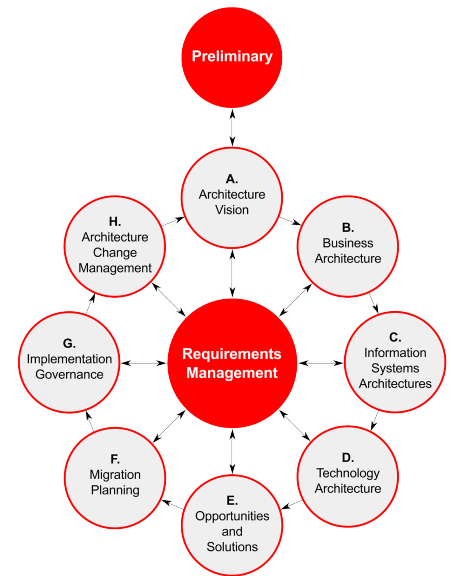 Preliminary
A.
Architecture
Vision
B.
Business
Architecture
C.
Information
Systems
Architectures
D.
Technology
Architecture
E.
Opportunities
and
Solutions
F.
Migration
Planning
G.
Implementation
Governance
H.
Architecture
Change
Management
Requirements
Management